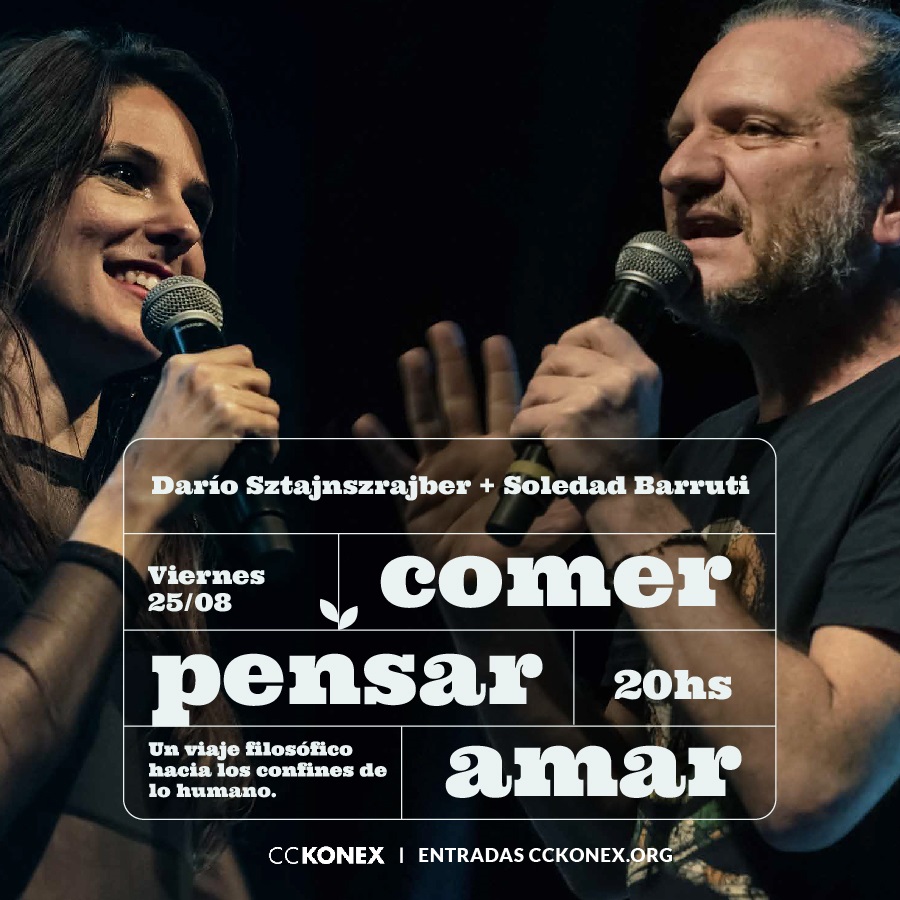 Darío Sztajnszrajber + Soledad Barruti
Viernes
25/08
comer
pensar
20hs
Un viaje filosófico
hacia los confines de
lo humano.
amar
CCKONEX | ENTRADAS CCKONEX.ORG